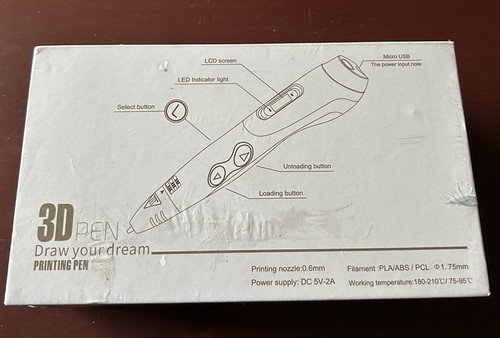 LCD screen
Micro USB
The power input hole
LED Indicator light
Select button
Unloading button
Loading button
3D PEN
Draw your dream
PRINTING PEN
Printing nozzle:0.6mm
Filament :PLA/ABS / PCL Φ1.75mm
Power supply: DC 5V-2A
Working temperature:180-210℃/ 75-95℃